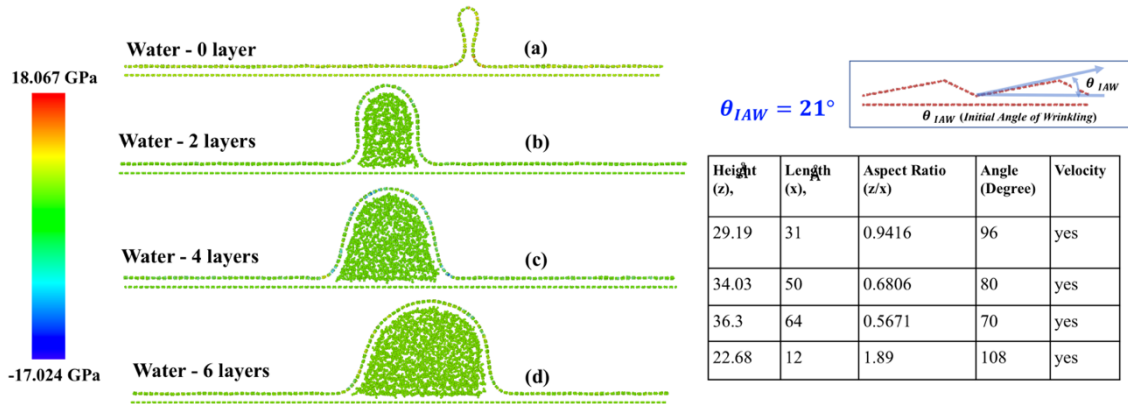 Water - 0 layer
(a)
18.067 GPa
Water - 2 layers
(b)
Water - 4 layers
(c)
Water - 6 layers
(d)
-17.024 GPa
θ_IAW = 21°
θ_IAW
θ_IAW (Initial Angle of Wrinkling)
Height (z), Å Length (x), Å Aspect Ratio (z/x) Angle (Degree) Velocity
29.19 31 0.9416 96 yes
34.03 50 0.6806 80 yes
36.3 64 0.5671 70 yes
22.68 12 1.89 108 yes